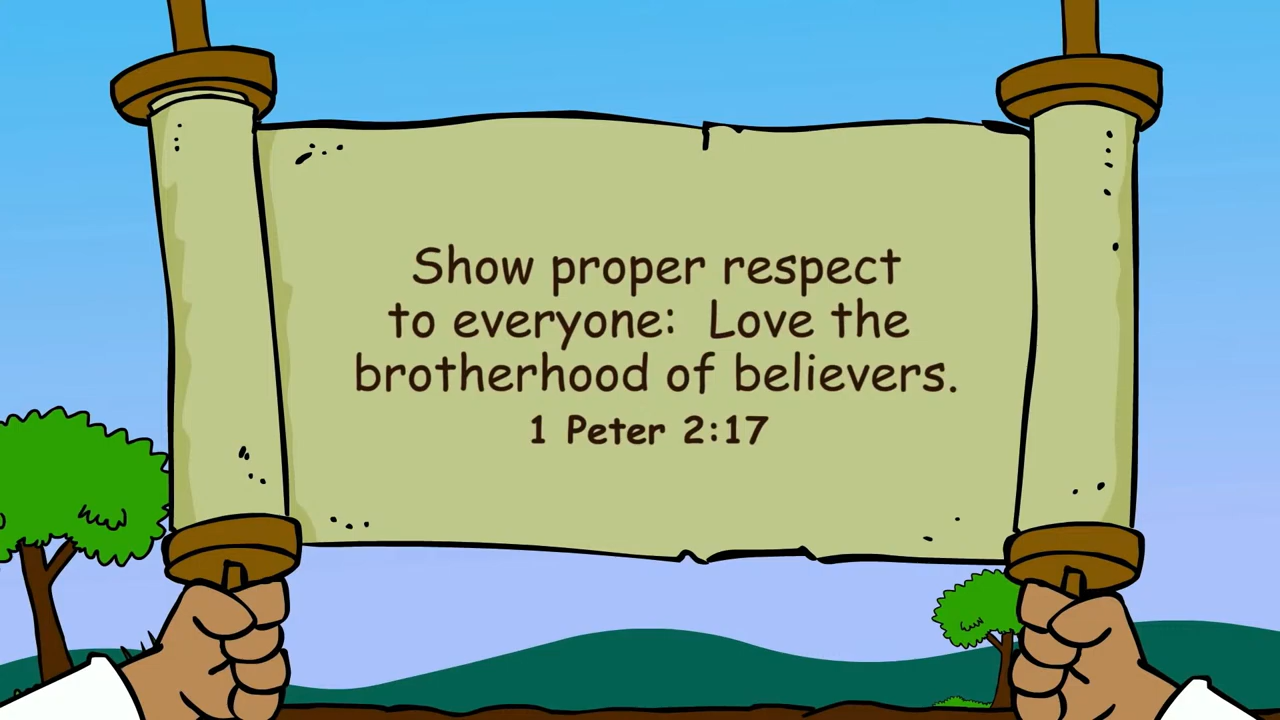 Show proper respect
to everyone:  Love the
brotherhood of believers.
1 Peter 2:17